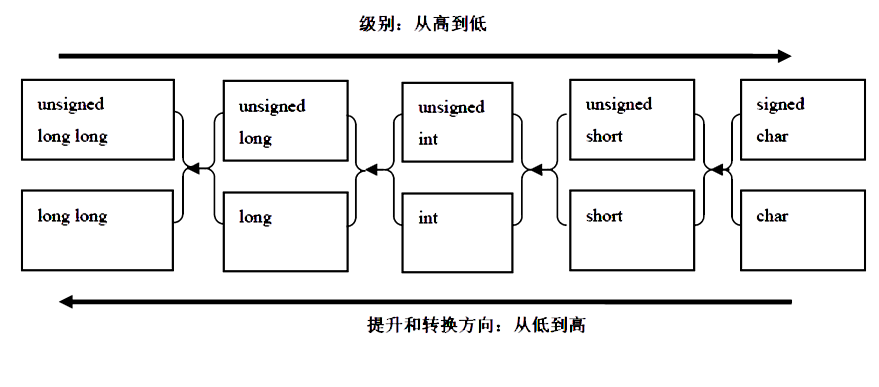 级别：从高到低
unsigned
long long
unsigned
long
unsigned
int
unsigned
short
signed
char
long long
long
int
short
char
提升和转换方向：从低到高